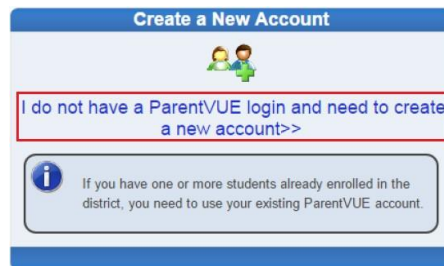 Create a New Account
I do not have a ParentVUE login and need to create
a new account>>
If you have one or more students already enrolled in the
district, you need to use your existing ParentVUE account.